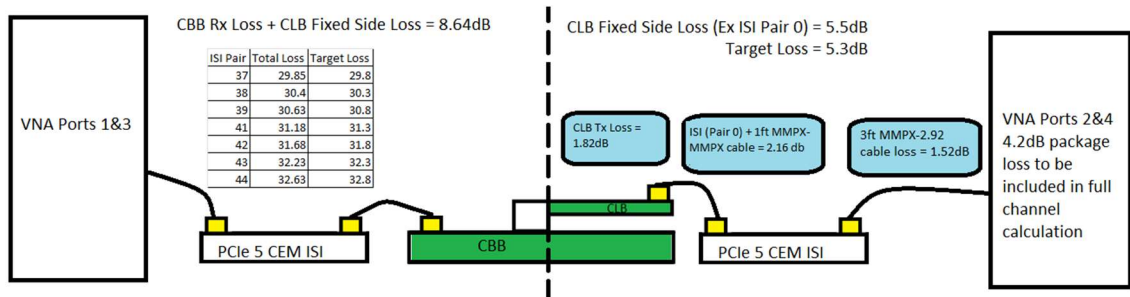 CBB Rx Loss + CLB Fixed Side Loss = 8.64dB
CLB Fixed Side Loss (Ex ISI Pair 0) = 5.5dB
Target Loss = 5.3dB
ISI Pair Total Loss Target Loss
37 29.85 29.8
38 30.4 30.3
39 30.63 30.8
41 31.18 31.3
42 31.68 31.8
43 32.23 32.3
44 32.63 32.8
VNA Ports 1&3
CLB Tx Loss =
1.82dB
ISI (Pair 0) + 1ft MMPX-
MMPX cable = 2.16 db
3ft MMPX-2.92
cable loss = 1.52dB
VNA Ports 2&4
4.2dB package
loss to be
included in full
channel
calculation
PCIe 5 CEM ISI
CBB
CLB
PCIe 5 CEM ISI